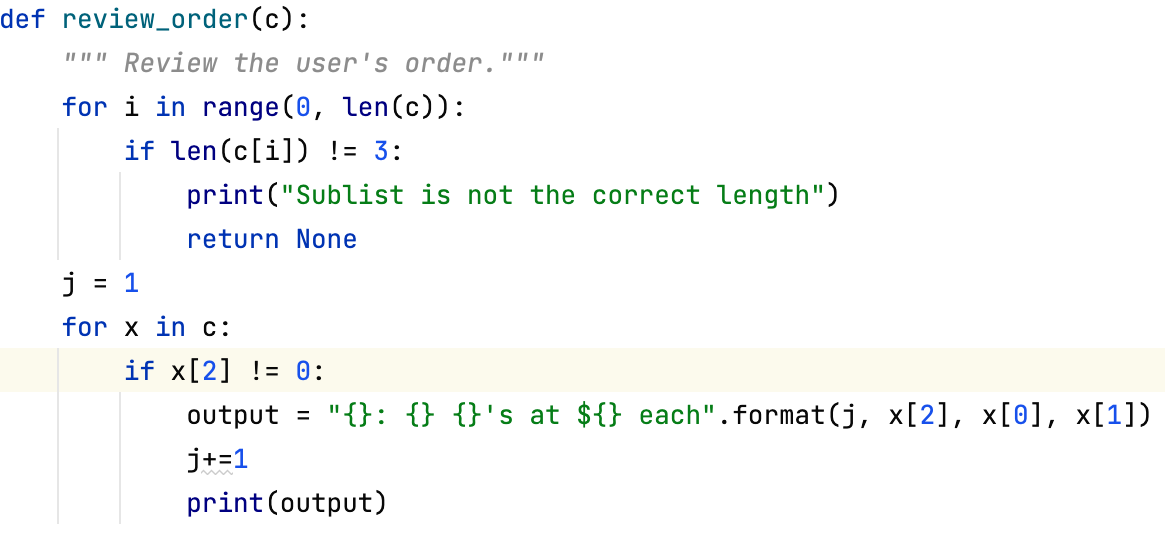 def review_order(c):
    """ Review the user's order."""
    for i in range(0, len(c)):
        if len(c[i]) != 3:
            print("Sublist is not the correct length")
            return None
    j = 1
    for x in c:
        if x[2] != 0:
            output = "{}: {} {}'s at ${} each".format(j, x[2], x[0], x[1])
            j+=1
            print(output)